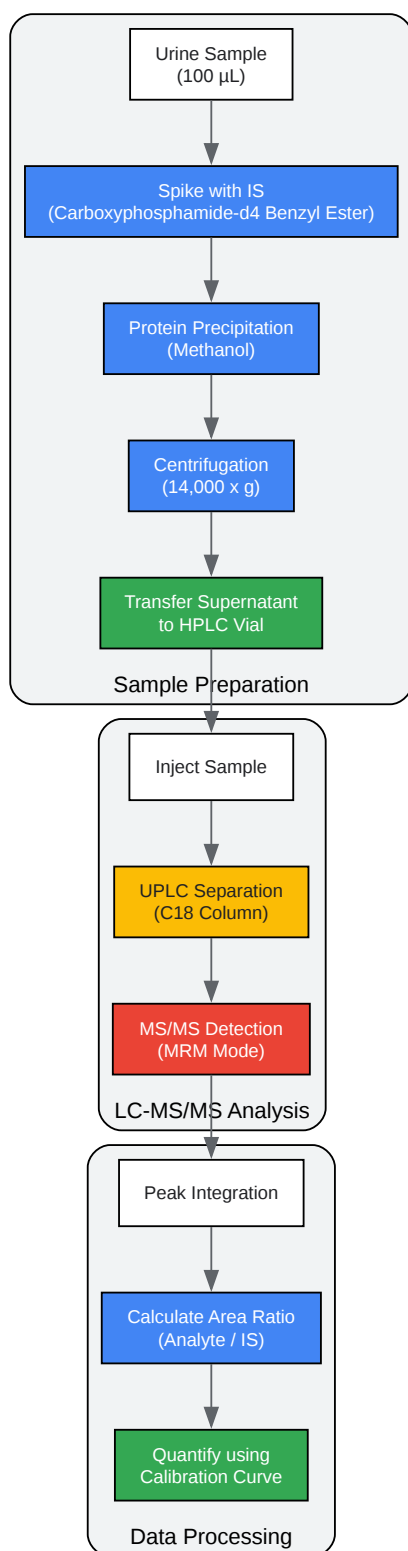 Urine Sample
(100 µL)
Spike with IS
(Carboxyphosphamide-d4 Benzyl Ester)
Protein Precipitation
(Methanol)
Centrifugation
(14,000 x g)
Transfer Supernatant
to HPLC Vial
Sample Preparation
Inject Sample
UPLC Separation
(C18 Column)
MS/MS Detection
(MRM Mode)
LC-MS/MS Analysis
Peak Integration
Calculate Area Ratio
(Analyte / IS)
Quantify using
Calibration Curve
Data Processing